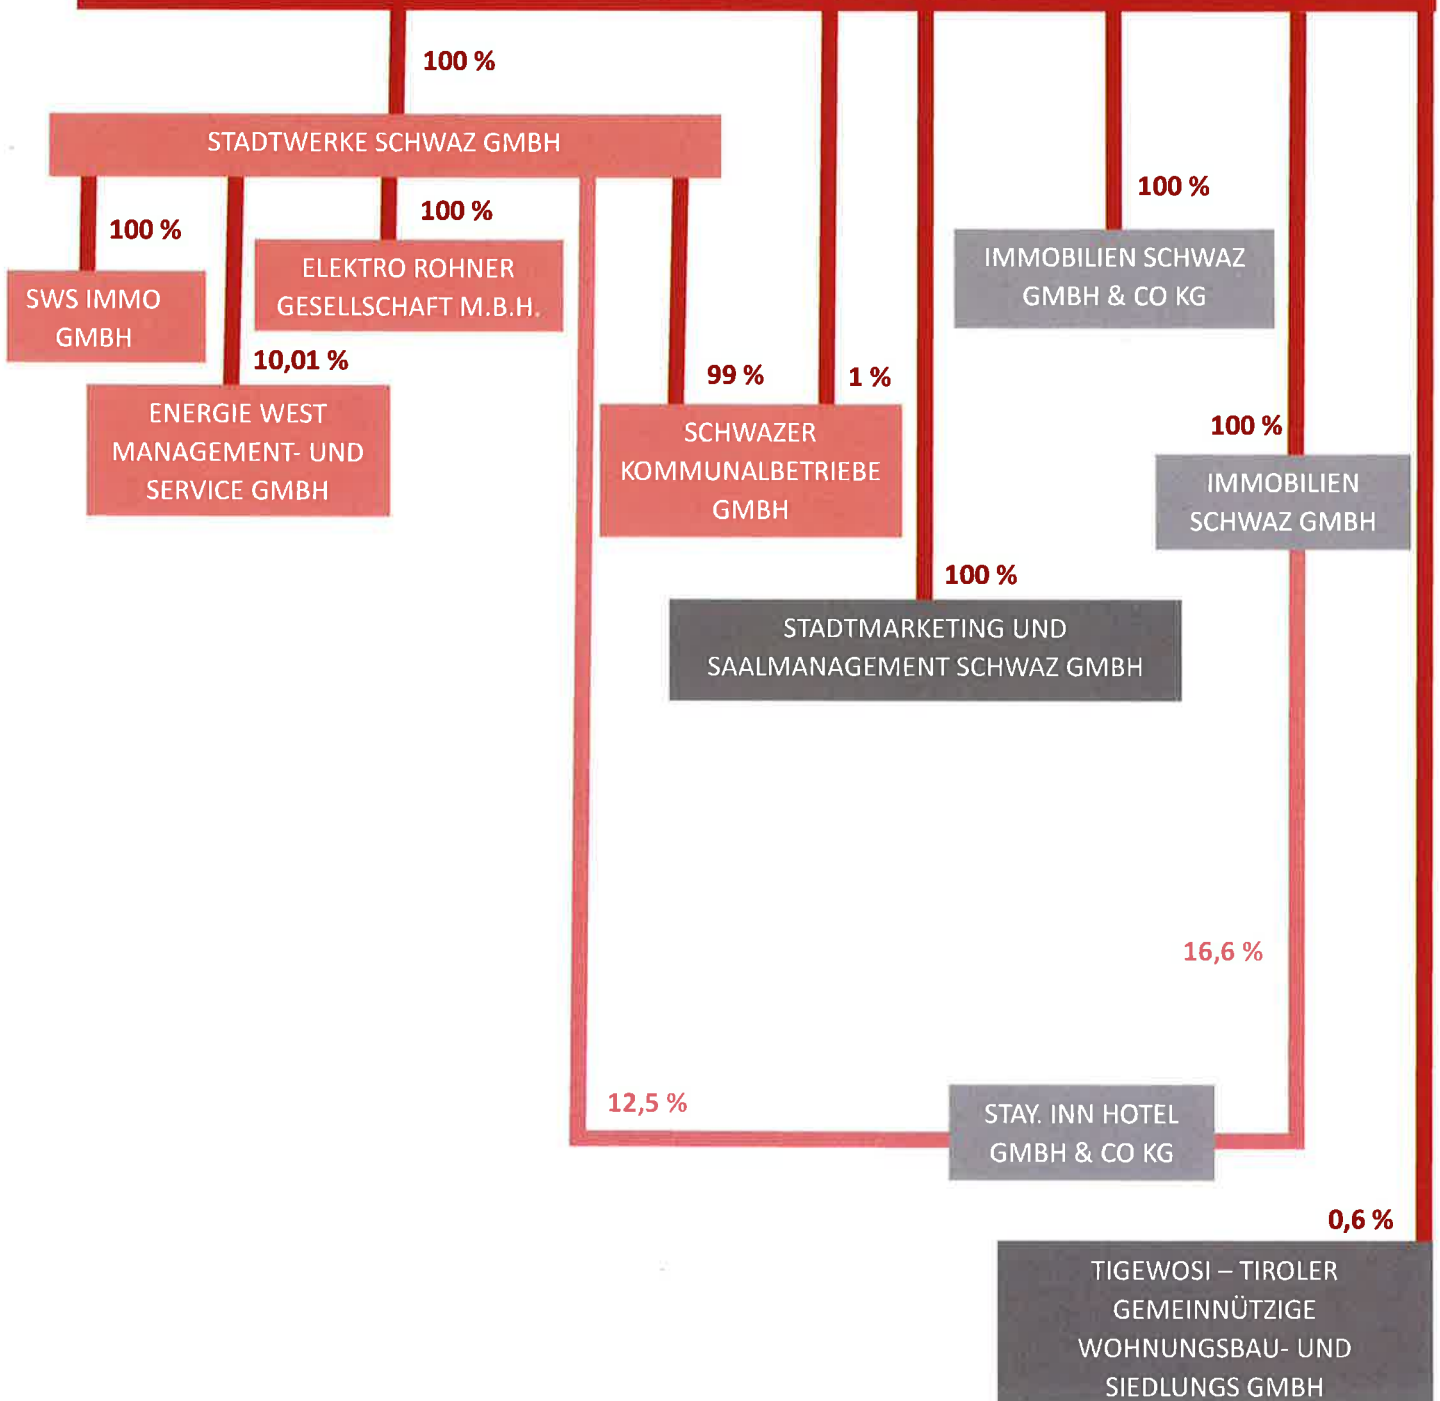 100 %
STADTWERKE SCHWAZ GMBH
100 %
SWS IMMO
GMBH
10,01 %
ENERGIE WEST
MANAGEMENT- UND
SERVICE GMBH
100 %
ELEKTRO ROHNER
GESELLSCHAFT M.B.H.
99 %
1 %
SCHWAZER
KOMMUNALBETRIEBE
GMBH
100 %
STADTMARKETING UND
SAALMANAGEMENT SCHWAZ GMBH
100 %
IMMOBILIEN SCHWAZ
GMBH & CO KG
100 %
IMMOBILIEN
SCHWAZ GMBH
16,6 %
12,5 %
STAY. INN HOTEL
GMBH & CO KG
0,6 %
TIGEWOSI – TIROLER
GEMEINNÜTZIGE
WOHNUNGSBAU- UND
SIEDLUNGS GMBH